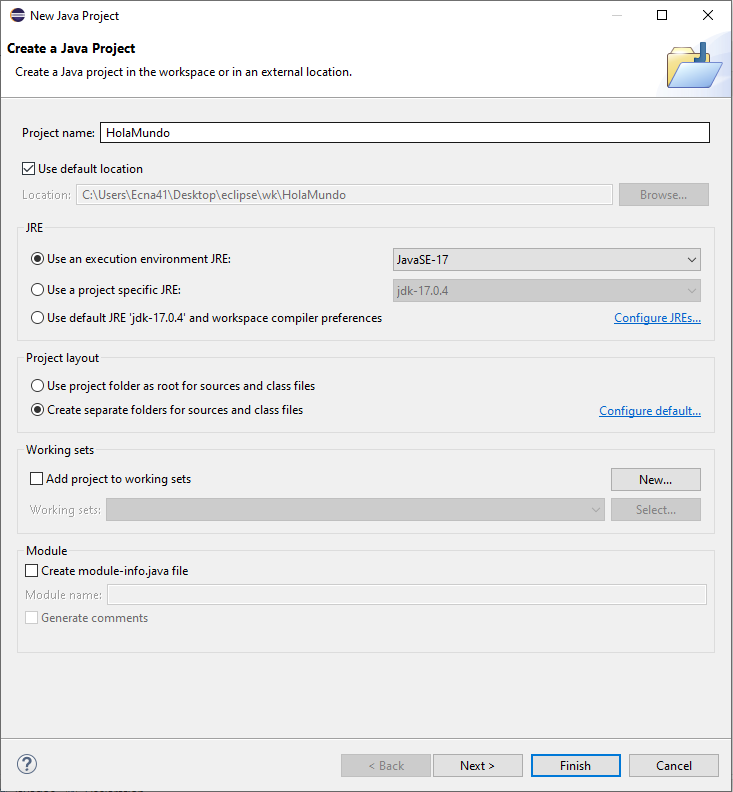 New Java Project
Create a Java Project
Create a Java project in the workspace or in an external location.
Project name: HolaMundo
Use default location
Location: C:\Users\Ecna41\Desktop\eclipse\wk\HolaMundo Browse...
JRE
Use an execution environment JRE: JavaSE-17
Use a project specific JRE: jdk-17.0.4
Use default JRE 'jdk-17.0.4' and workspace compiler preferences Configure JREs...
Project layout
Use project folder as root for sources and class files
Create separate folders for sources and class files Configure default...
Working sets
Add project to working sets New...
Working sets: Select...
Module
Create module-info.java file
Module name:
Generate comments
? < Back Next > Finish Cancel